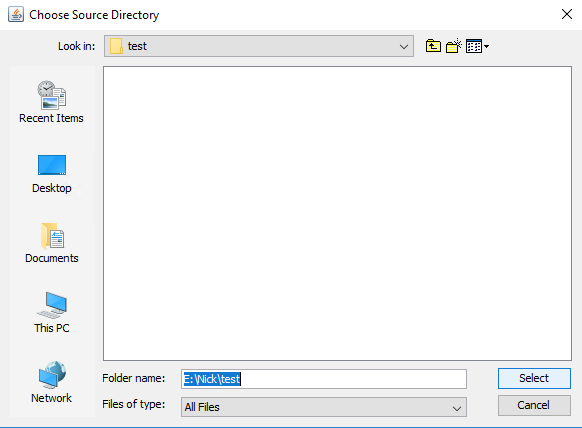 Choose Source Directory
Look in:
test
Recent Items
Desktop
Documents
This PC
Network
Folder name:
E:\Nick\test
Select
Files of type:
All Files
Cancel